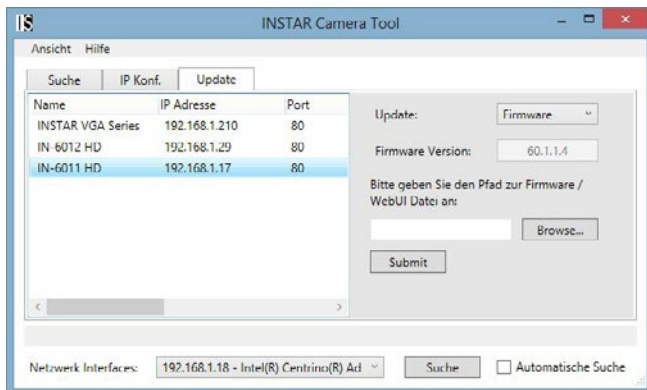 IS INSTAR Camera Tool
Ansicht Hilfe
Suche IP Konf. Update
Name IP Adresse Port
INSTAR VGA Series 192.168.1.210 80
IN-6012 HD 192.168.1.29 80
IN-6011 HD 192.168.1.17 80
Update: Firmware
Firmware Version: 60.1.1.4
Bitte geben Sie den Pfad zur Firmware /
WebUI Datei an:
Browse...
Submit
Netzwerk Interfaces: 192.168.1.18 - Intel(R) Centrino(R) Ad Suche Automatische Suche